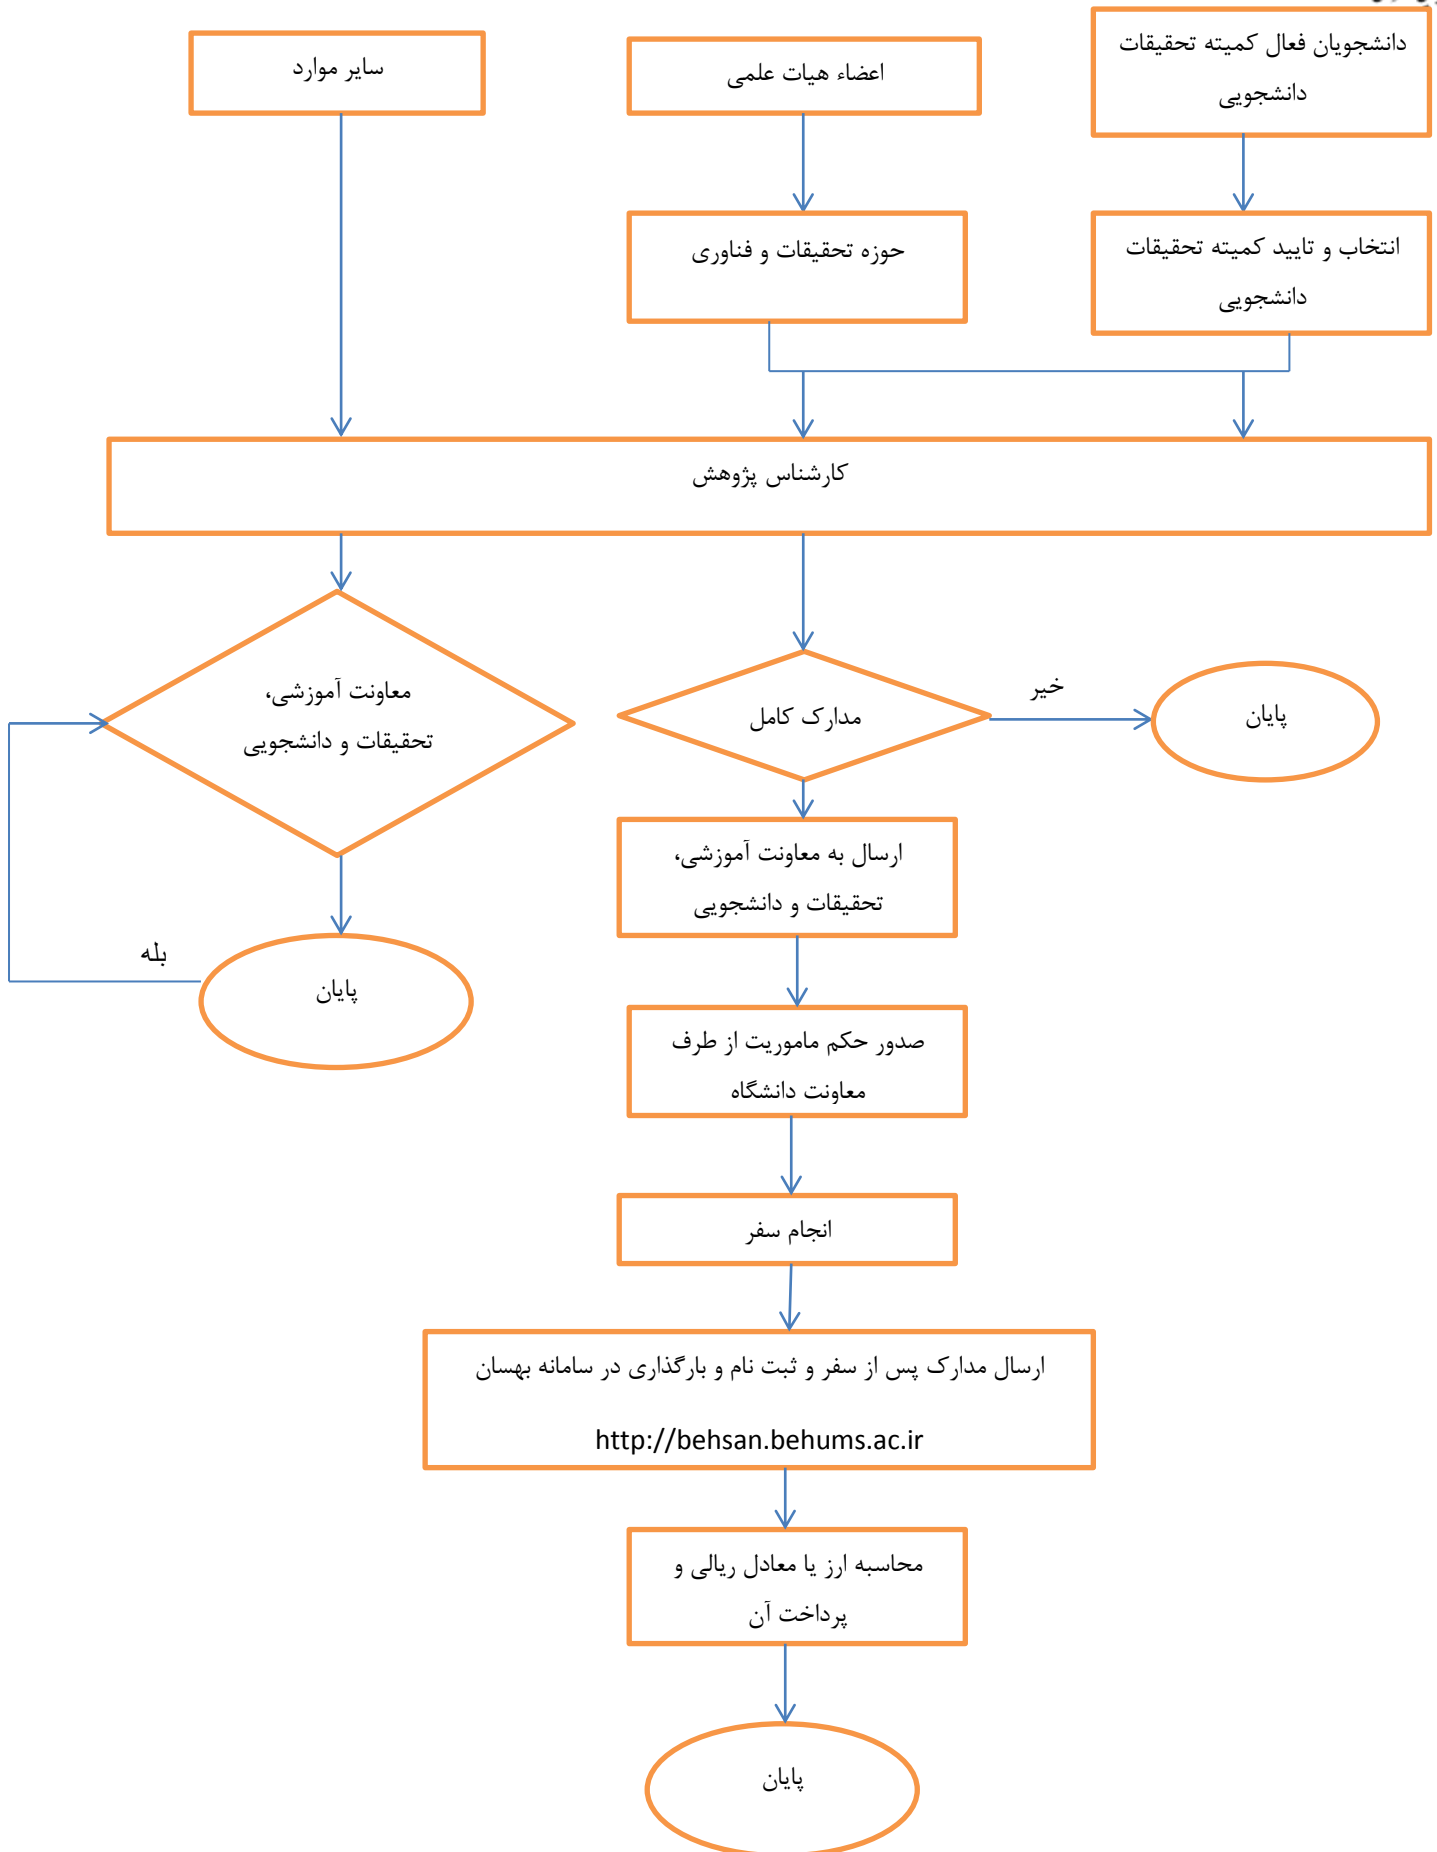 دانشجویان فعال کمیته تحقیقات
دانشجویی
اعضاء هیات علمی
سایر موارد
انتخاب و تایید کمیته تحقیقات
دانشجویی
حوزه تحقیقات و فناوری
کارشناس پژوهش
معاونت آموزشی،
تحقیقات و دانشجویی
مدارک کامل
خیر
پایان
ارسال به معاونت آموزشی،
تحقیقات و دانشجویی
بله
پایان
صدور حکم ماموریت از طرف
معاونت دانشگاه
انجام سفر
ارسال مدارک پس از سفر و ثبت نام و بارگذاری در سامانه بهسان
http://behsan.behums.ac.ir
محاسبه ارز یا معادل ریالی و
پرداخت آن
پایان